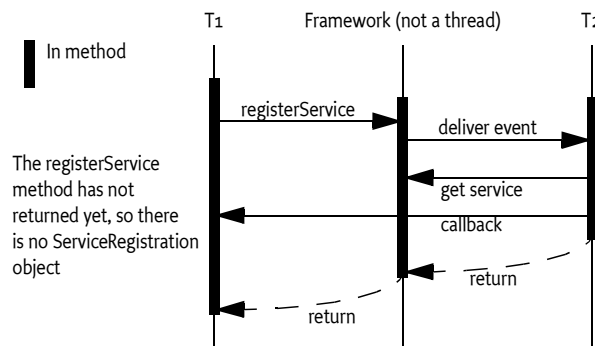 T1 Framework (not a thread) T2
In method
registerService
deliver event
The registerService
method has not
returned yet, so there
is no ServiceRegistration
object
get service
callback
return
return